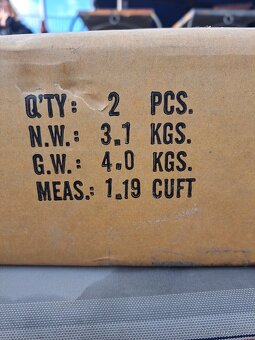 Q'TY: 2 PCS.
N.W.: 3.1 KGS.
G.W.: 4.0 KGS.
MEAS.: 1.19 CUFT